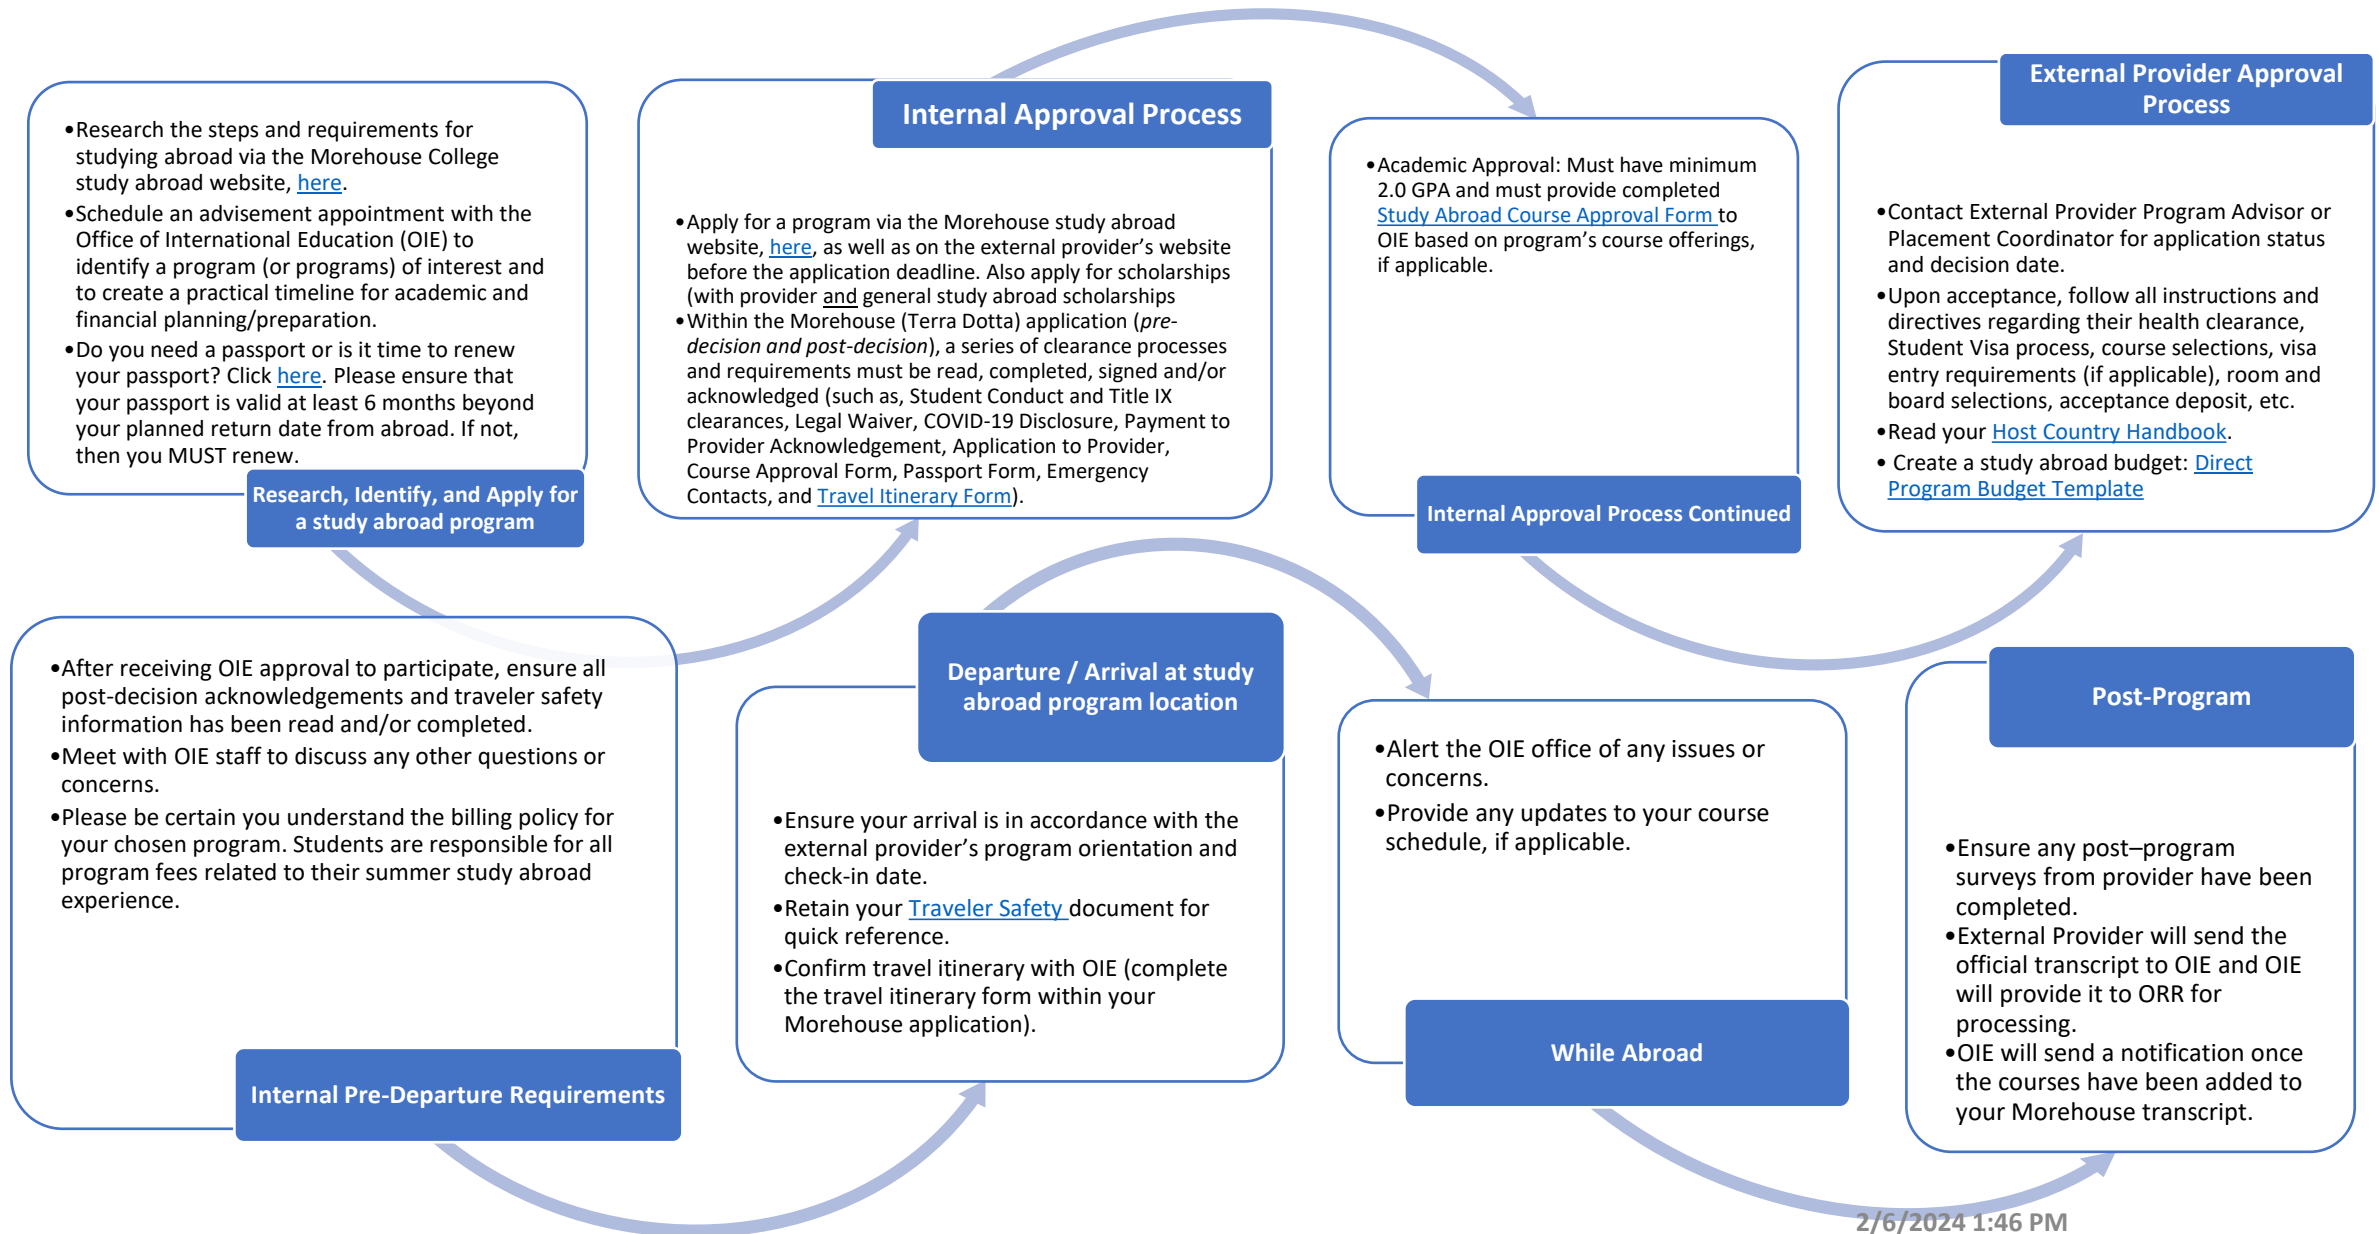 •Research the steps and requirements for
studying abroad via the Morehouse College
study abroad website, here.
•Schedule an advisement appointment with the
Office of International Education (OIE) to
identify a program (or programs) of interest and
to create a practical timeline for academic and
financial planning/preparation.
•Do you need a passport or is it time to renew
your passport? Click here. Please ensure that
your passport is valid at least 6 months beyond
your planned return date from abroad. If not,
then you MUST renew.
Research, Identify, and Apply for
a study abroad program
Internal Approval Process
•Apply for a program via the Morehouse study abroad
website, here, as well as on the external provider’s website
before the application deadline. Also apply for scholarships
(with provider and general study abroad scholarships
•Within the Morehouse (Terra Dotta) application (pre-
decision and post-decision), a series of clearance processes
and requirements must be read, completed, signed and/or
acknowledged (such as, Student Conduct and Title IX
clearances, Legal Waiver, COVID-19 Disclosure, Payment to
Provider Acknowledgement, Application to Provider,
Course Approval Form, Passport Form, Emergency
Contacts, and Travel Itinerary Form).
•Academic Approval: Must have minimum
2.0 GPA and must provide completed
Study Abroad Course Approval Form to
OIE based on program’s course offerings,
if applicable.
Internal Approval Process Continued
External Provider Approval
Process
•Contact External Provider Program Advisor or
Placement Coordinator for application status
and decision date.
•Upon acceptance, follow all instructions and
directives regarding their health clearance,
Student Visa process, course selections, visa
entry requirements (if applicable), room and
board selections, acceptance deposit, etc.
•Read your Host Country Handbook.
• Create a study abroad budget: Direct
Program Budget Template
•After receiving OIE approval to participate, ensure all
post-decision acknowledgements and traveler safety
information has been read and/or completed.
•Meet with OIE staff to discuss any other questions or
concerns.
•Please be certain you understand the billing policy for
your chosen program. Students are responsible for all
program fees related to their summer study abroad
experience.
Internal Pre-Departure Requirements
Departure / Arrival at study
abroad program location
•Ensure your arrival is in accordance with the
external provider’s program orientation and
check-in date.
•Retain your Traveler Safety document for
quick reference.
•Confirm travel itinerary with OIE (complete
the travel itinerary form within your
Morehouse application).
•Alert the OIE office of any issues or
concerns.
•Provide any updates to your course
schedule, if applicable.
While Abroad
Post-Program
•Ensure any post–program
surveys from provider have been
completed.
•External Provider will send the
official transcript to OIE and OIE
will provide it to ORR for
processing.
•OIE will send a notification once
the courses have been added to
your Morehouse transcript.
2/6/2024 1:46 PM